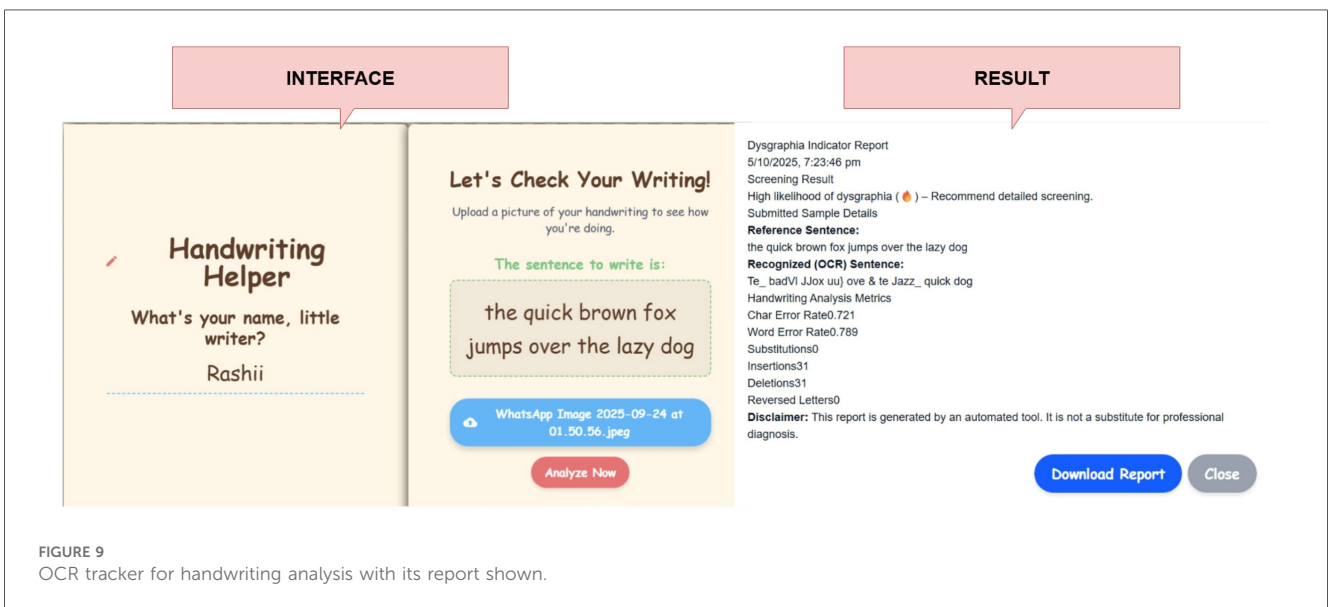 INTERFACE
RESULT
Handwriting
Helper
What's your name, little
writer?
Rashii
Let's Check Your Writing!
Upload a picture of your handwriting to see how
you're doing.
The sentence to write is:
the quick brown fox
jumps over the lazy dog
WhatsApp Image 2025-09-24 at
01.50.56.jpeg
Analyze Now
Dysgraphia Indicator Report
5/10/2025, 7:23:46 pm
Screening Result
High likelihood of dysgraphia (🔥) – Recommend detailed screening.
Submitted Sample Details
Reference Sentence:
the quick brown fox jumps over the lazy dog
Recognized (OCR) Sentence:
Te_ badVl JJox uu} ove & te Jazz_ quick dog
Handwriting Analysis Metrics
Char Error Rate0.721
Word Error Rate0.789
Substitutions0
Insertions31
Deletions31
Reversed Letters0
Disclaimer: This report is generated by an automated tool. It is not a substitute for professional
diagnosis.
Download Report
Close
FIGURE 9
OCR tracker for handwriting analysis with its report shown.